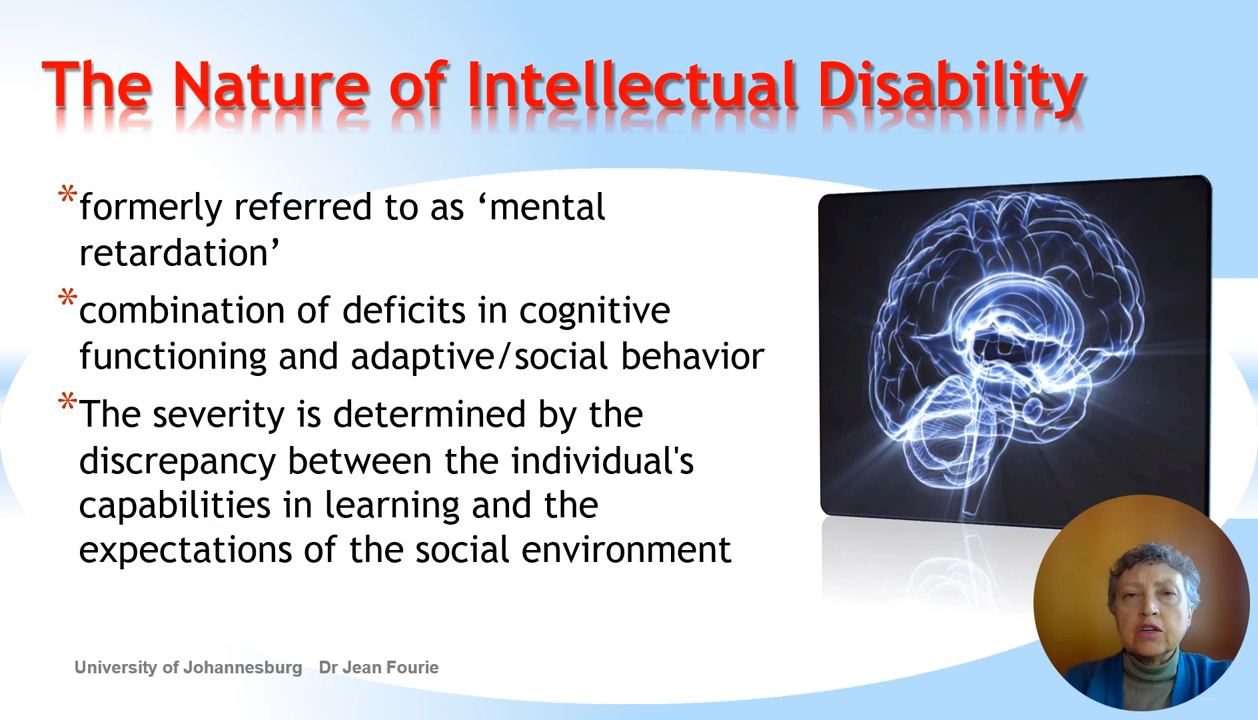 The Nature of Intellectual Disability
*formerly referred to as ‘mental
retardation’
*combination of deficits in cognitive
functioning and adaptive/social behavior
*The severity is determined by the
discrepancy between the individual's
capabilities in learning and the
expectations of the social environment
University of Johannesburg Dr Jean Fourie